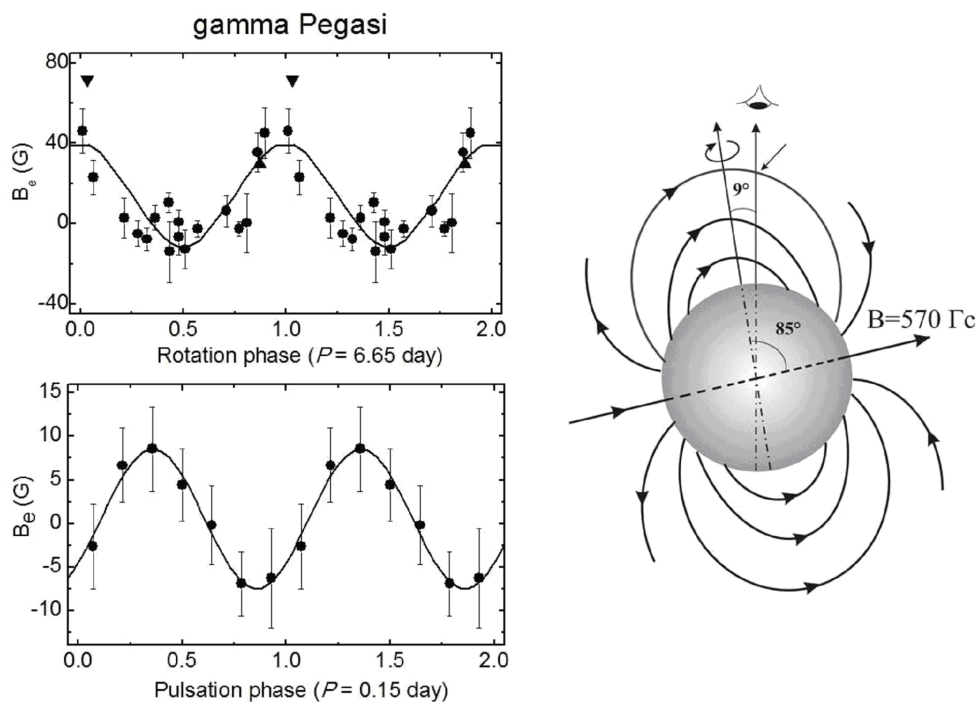 gamma Pegasi
80
40
0
-40
Bₑ (G)
0.0 0.5 1.0 1.5 2.0
Rotation phase (P = 6.65 day)
15
10
5
0
-5
-10
Be (G)
0.0 0.5 1.0 1.5 2.0
Pulsation phase (P = 0.15 day)
9°
85°
B=570 Гс